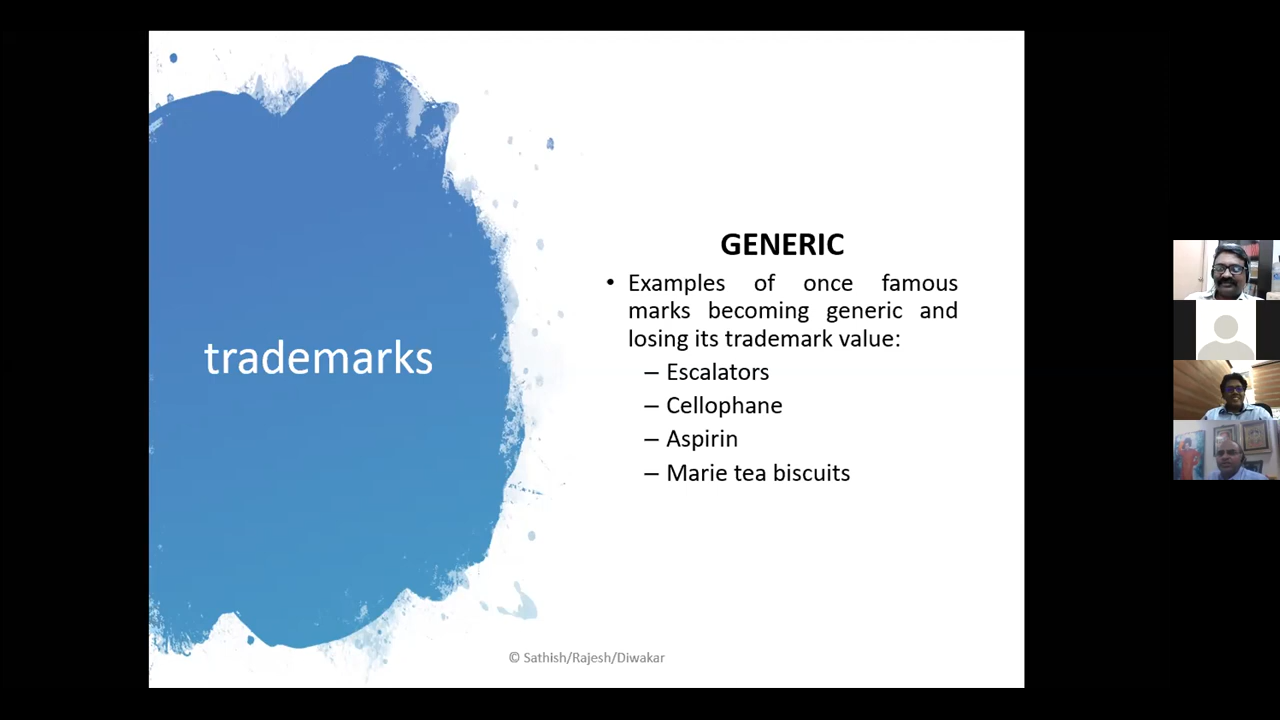 trademarks
GENERIC
• Examples of once famous
marks becoming generic and
losing its trademark value:
– Escalators
– Cellophane
– Aspirin
– Marie tea biscuits
© Sathish/Rajesh/Diwakar